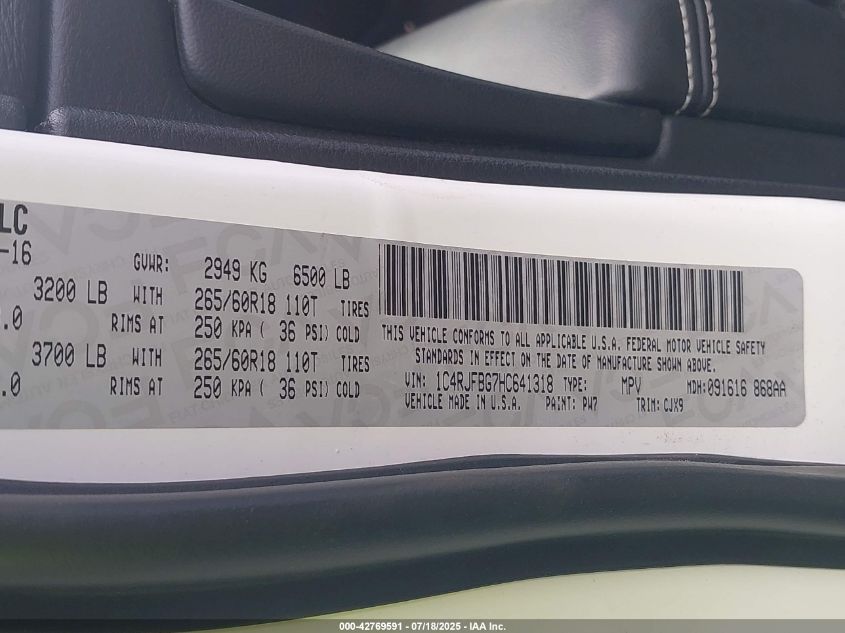 LC
-16
GVWR: 2949 KG 6500 LB
3200 LB WITH 265/60R18 110T TIRES
.0 RIMS AT 250 KPA ( 36 PSI) COLD
3700 LB WITH 265/60R18 110T TIRES
.0 RIMS AT 250 KPA ( 36 PSI) COLD
THIS VEHICLE CONFORMS TO ALL APPLICABLE U.S.A. FEDERAL MOTOR VEHICLE SAFETY
STANDARDS IN EFFECT ON THE DATE OF MANUFACTURE SHOWN ABOVE.
VIN: 1C4RJFBG7HC641318 TYPE: MPV MDH:091616 868AA
VEHICLE MADE IN U.S.A. PAINT: PW7 TRIM: CJX9
000-42769591 - 07/18/2025 - IAA Inc.